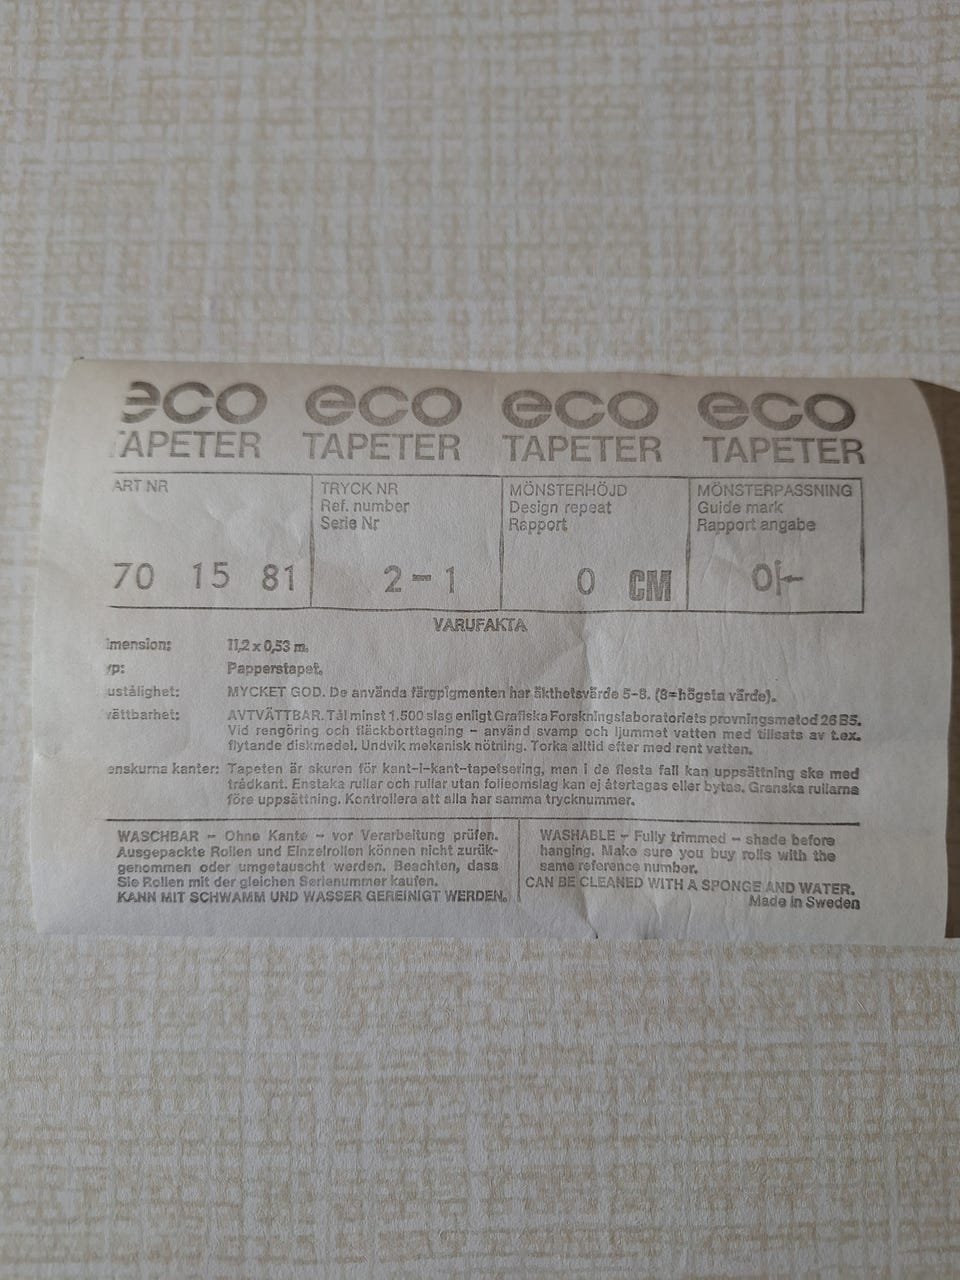 eco eco eco eco
TAPETER TAPETER TAPETER TAPETER
ART NR
70 15 81
TRYCK NR
Ref. number
Serie Nr
2-1
MÖNSTERHÖJD
Design repeat
Rapport
0 CM
MÖNSTERPASSNING
Guide mark
Rapport angabe
0|←
VARUFAKTA
imension: 11,2 x 0,53 m.
yp: Papperstapet.
ustålighet: MYCKET GOD. De använda färgpigmenten har äkthetsvärde 5-8. (8=högsta värde).
vättbarhet: AVTVÄTTBAR. Tål minst 1.500 slag enligt Grafiska Forskningslaboratoriets provningsmetod 26 B5.
Vid rengöring och fläckborttagning - använd svamp och ljummet vatten med tillsats av t.ex.
flytande diskmedel. Undvik mekanisk nötning. Torka alltid efter med rent vatten.
enskurna kanter: Tapeten är skuren för kant-i-kant-tapetsering, men i de flesta fall kan uppsättning ske med
trådkant. Enstaka rullar och rullar utan folieomslag kan ej återtagas eller bytas. Granska rullarna
före uppsättning. Kontrollera att alla har samma trycknummer.
WASCHBAR - Ohne Kante - vor Verarbeitung prüfen.
Ausgepackte Rollen und Einzelrollen können nicht zurük-
genommen oder umgetauscht werden. Beachten, dass
Sie Rollen mit der gleichen Serienummer kaufen.
KANN MIT SCHWAMM UND WASSER GEREINIGT WERDEN.
WASHABLE - Fully trimmed - shade before
hanging. Make sure you buy rolls with the
same reference number.
CAN BE CLEANED WITH A SPONGE AND WATER.
Made in Sweden